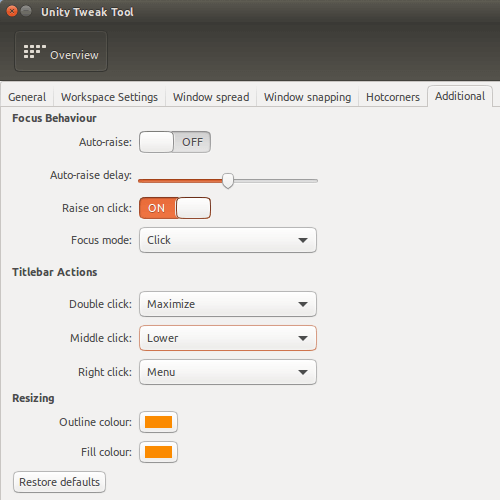 Unity Tweak Tool
Overview
General Workspace Settings Window spread Window snapping Hotcorners Additional
Focus Behaviour
Auto-raise: OFF
Auto-raise delay:
Raise on click: ON
Focus mode: Click
Titlebar Actions
Double click: Maximize
Middle click: Lower
Right click: Menu
Resizing
Outline colour:
Fill colour:
Restore defaults